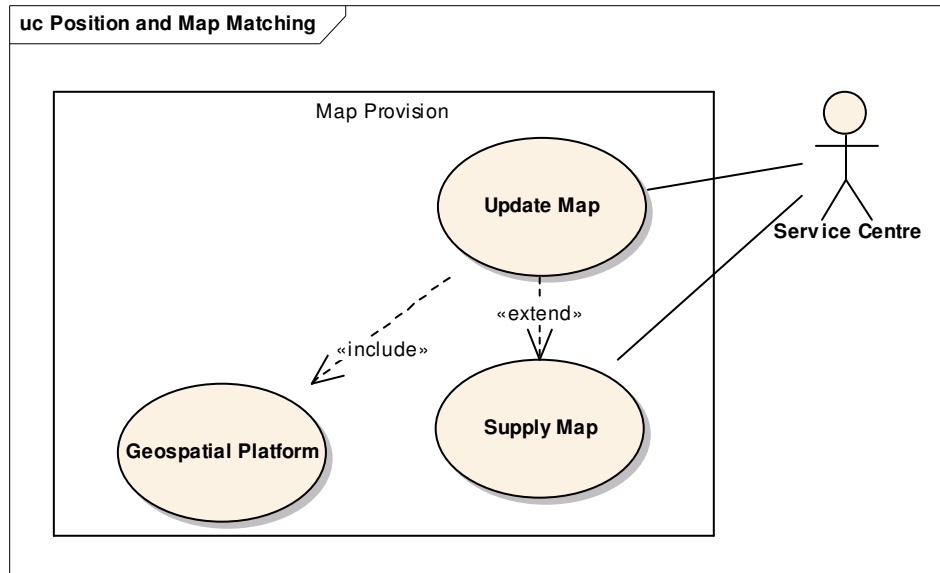 uc Position and Map Matching
Map Provision
Update Map
Service Centre
«extend»
«include»
Supply Map
Geospatial Platform